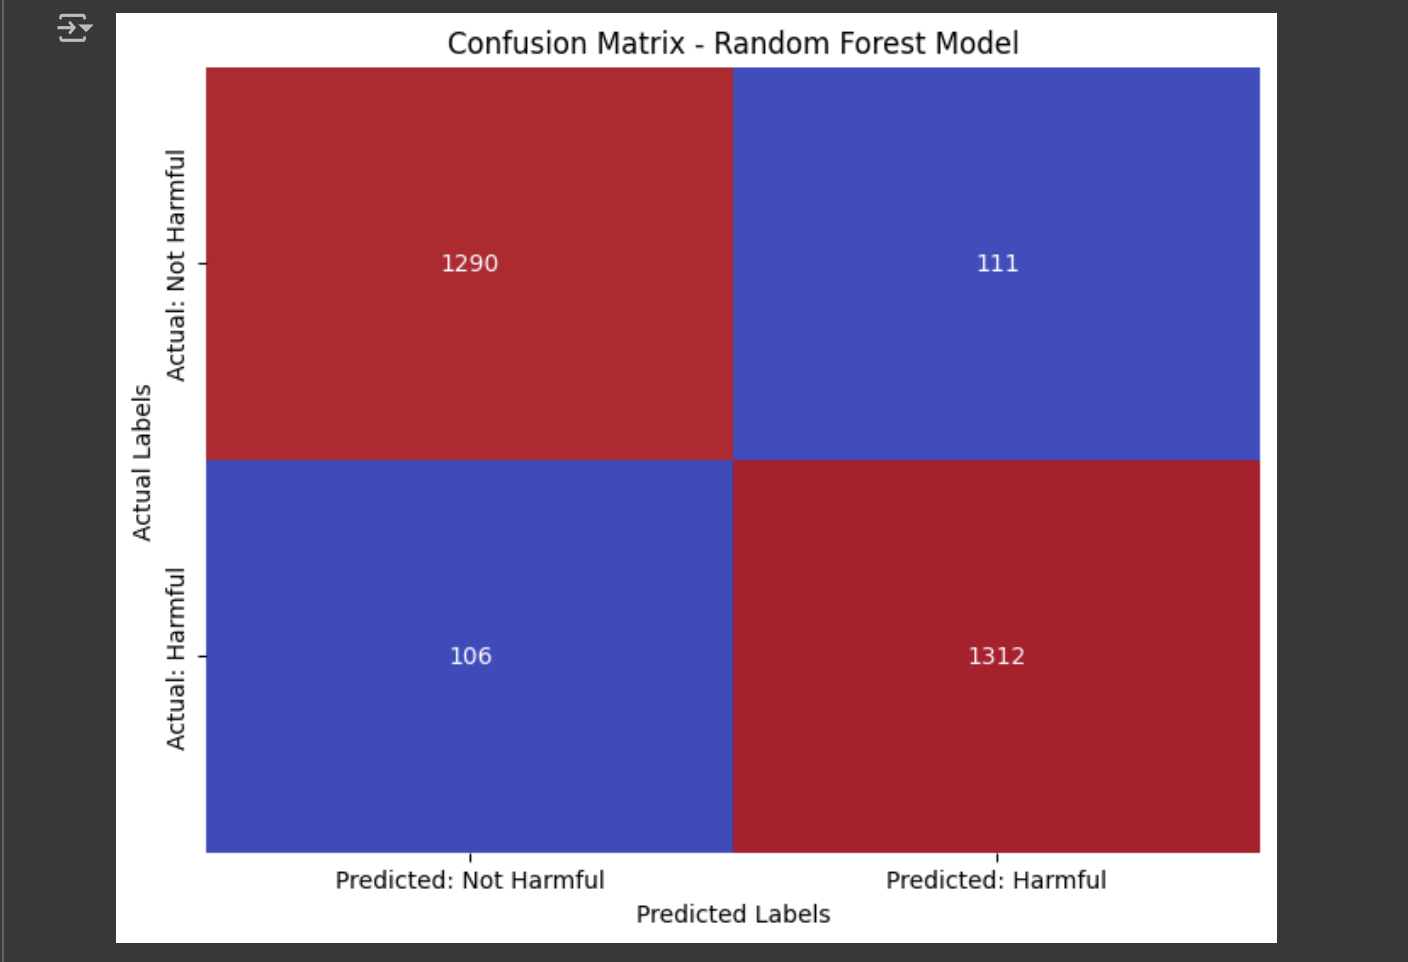 Confusion Matrix - Random Forest Model
Actual Labels
Actual: Not Harmful
1290
111
Actual: Harmful
106
1312
Predicted: Not Harmful
Predicted: Harmful
Predicted Labels